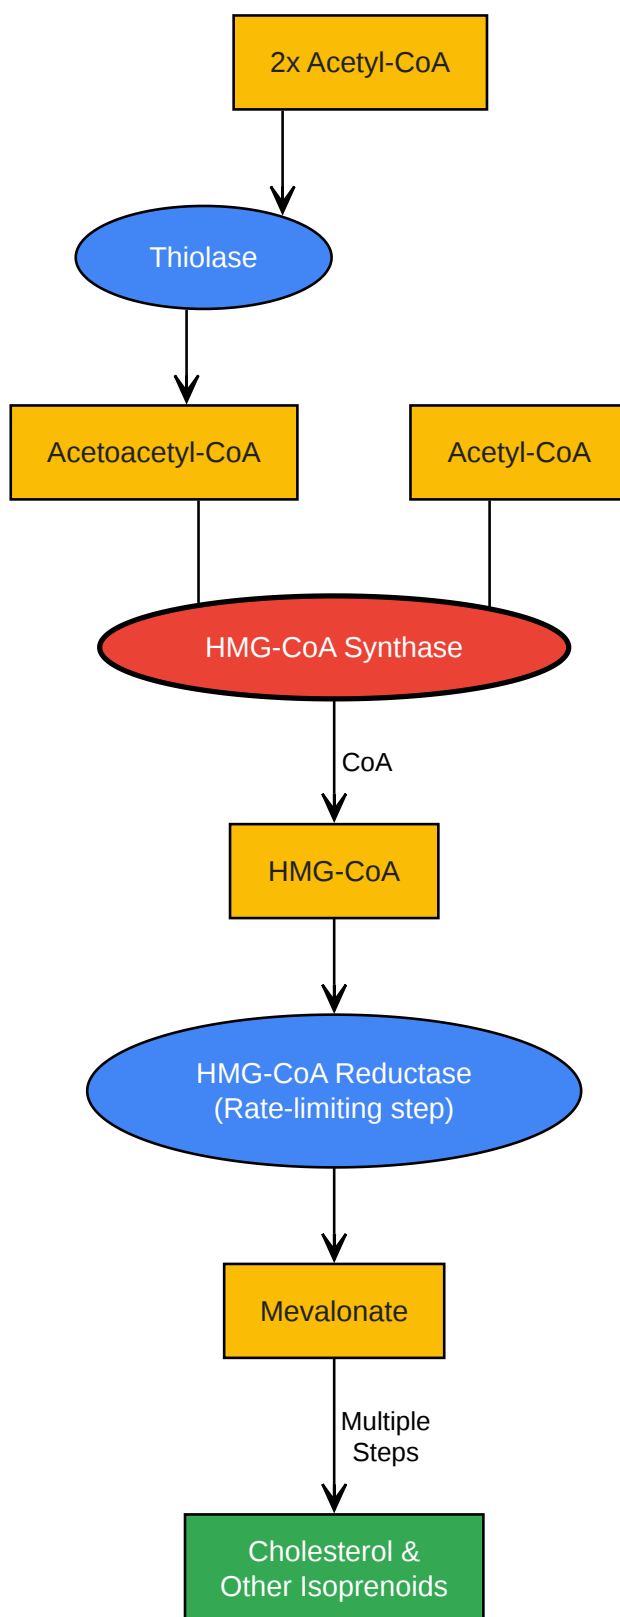 2x Acetyl-CoA
Thiolase
Acetoacetyl-CoA
Acetyl-CoA
HMG-CoA Synthase
CoA
HMG-CoA
HMG-CoA Reductase
(Rate-limiting step)
Mevalonate
Multiple
Steps
Cholesterol &
Other Isoprenoids